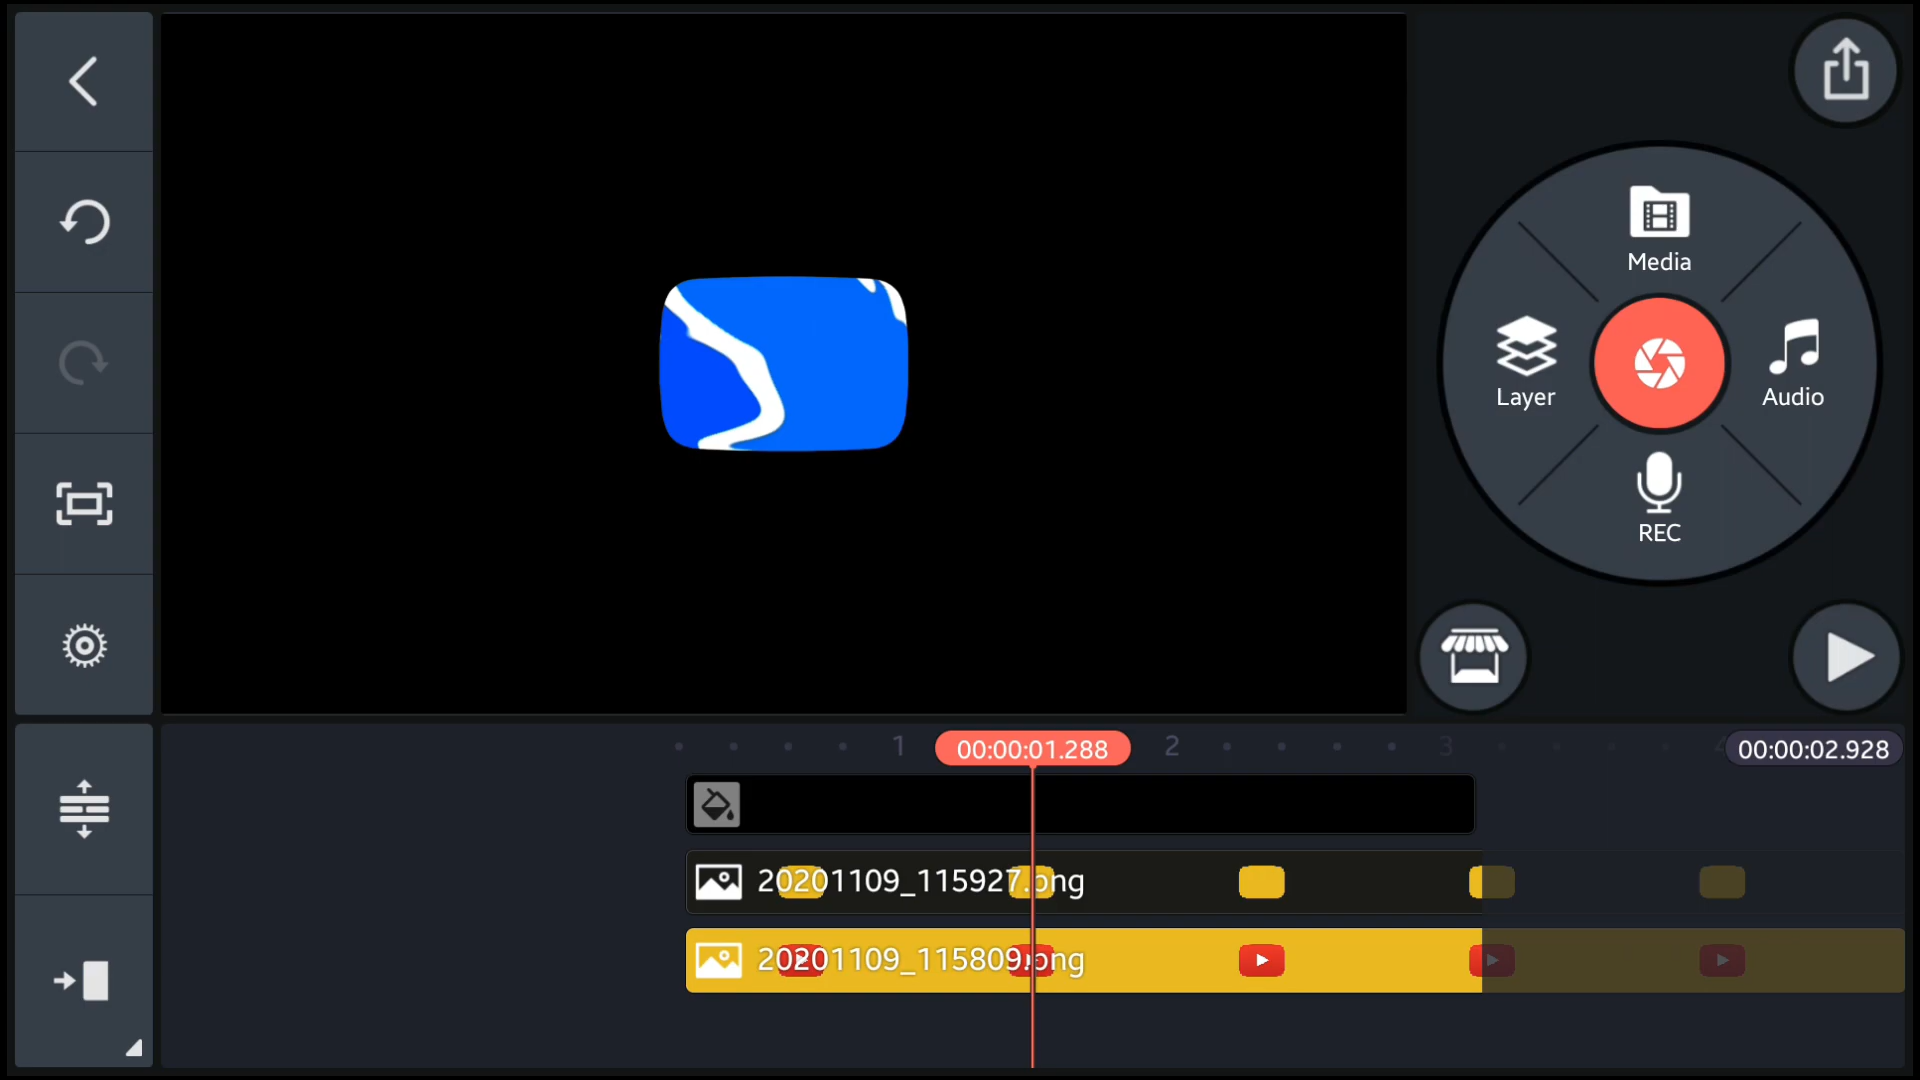 Media
Layer
Audio
REC
1
00:00:01.288
2
3
00:00:02.928
20201109_115927.png
20201109_115809.png